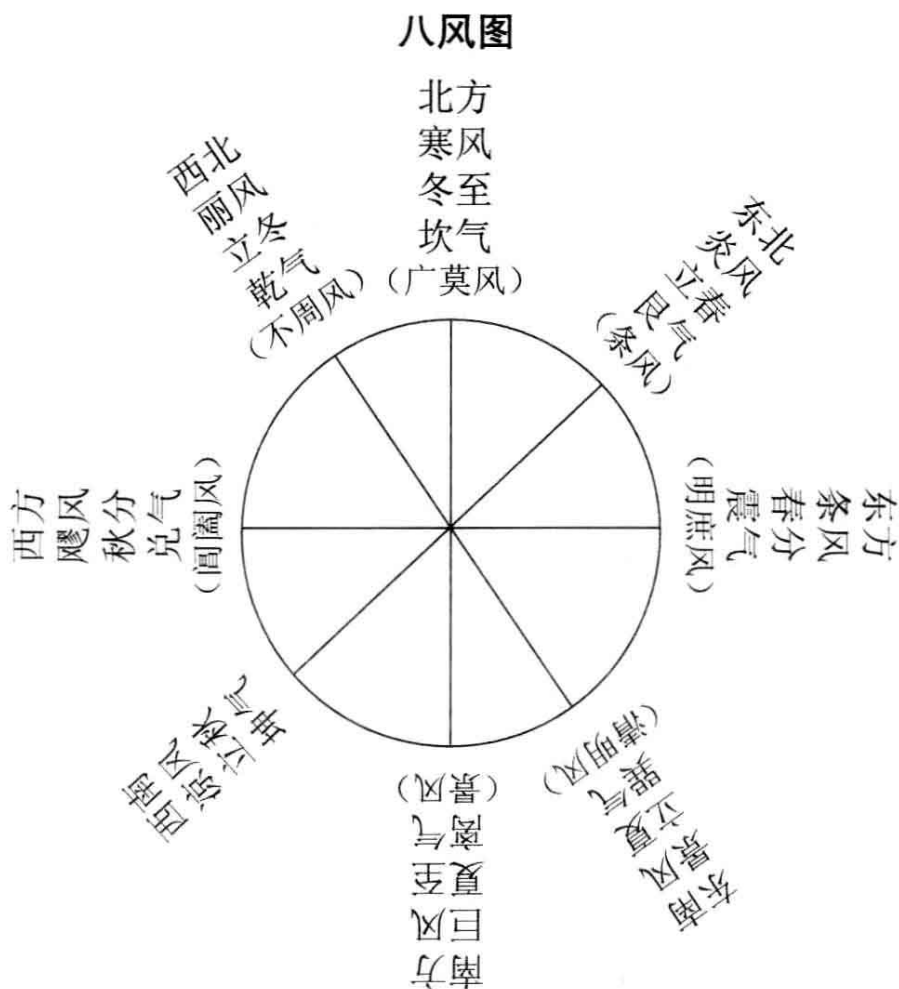 八风图
北方
寒风
冬至
坎气
(广莫风)
东北
炎风
立春
艮气
(条风)
东方
条风
春分
震气
(明庶风)
东南
景风
立夏
巽气
(清明风)
南方
巨风
夏至
离气
(景风)
西南
凉风
立秋
坤气
西方
飂风
秋分
兑气
(阊阖风)
西北
丽风
立冬
乾气
(不周风)